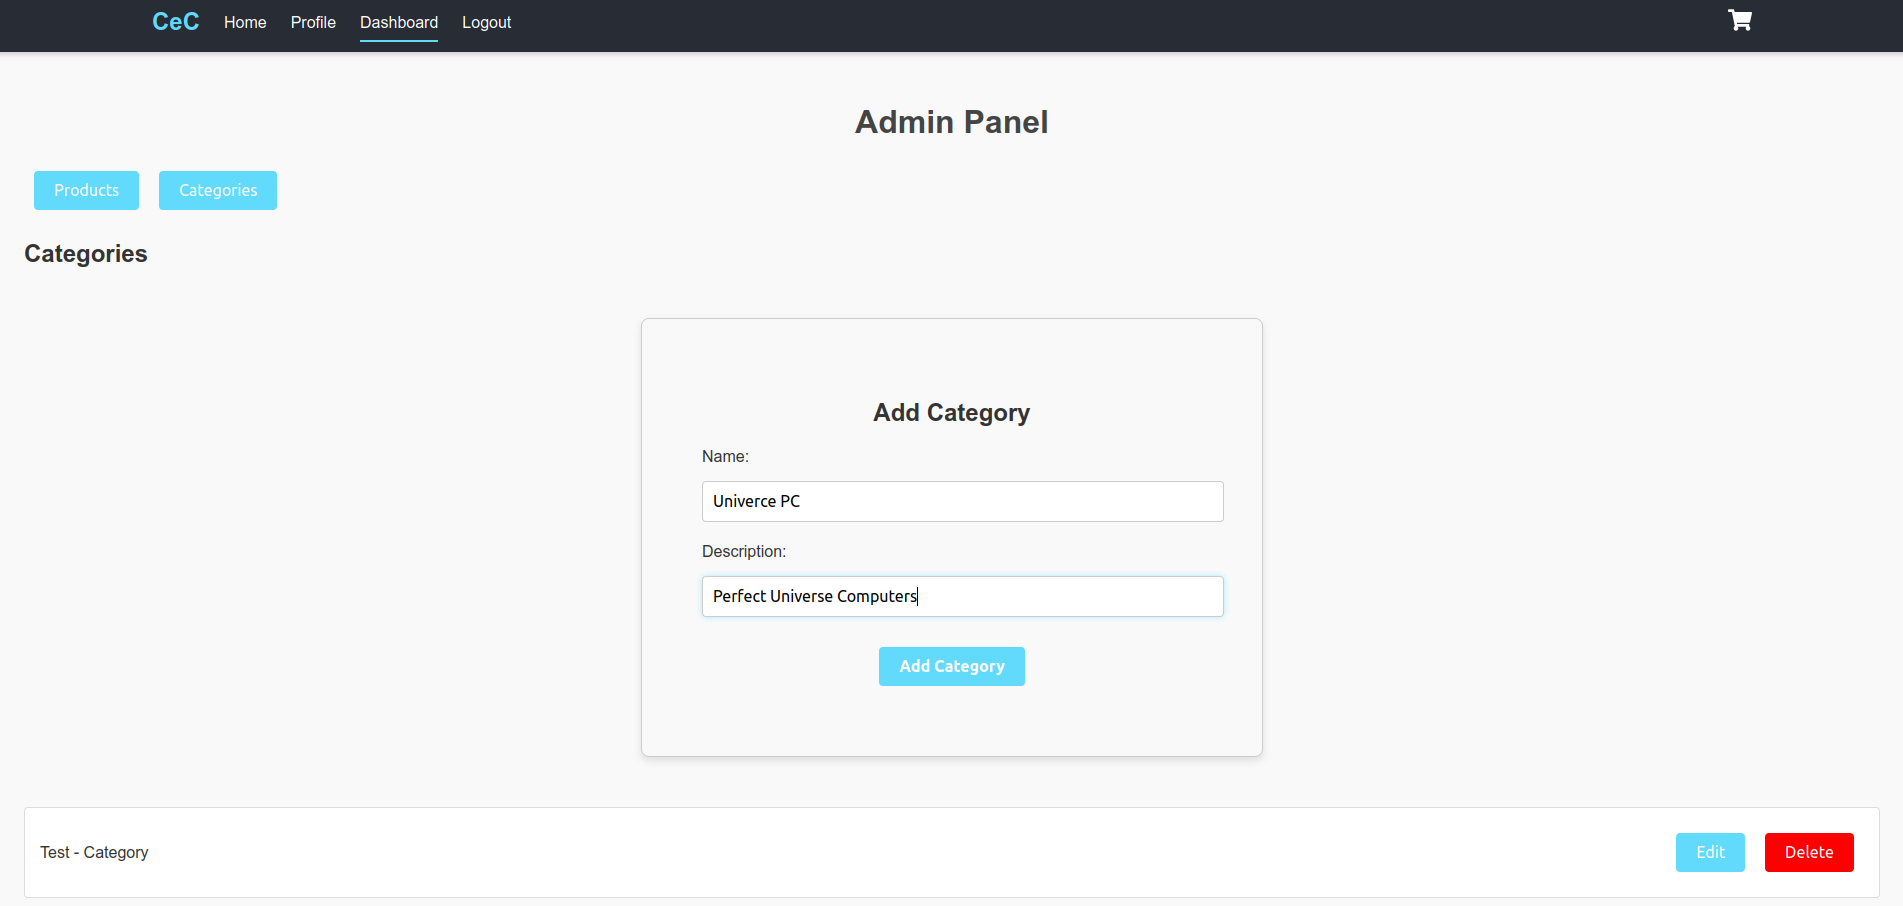 CeC Home Profile Dashboard Logout
Admin Panel
Products Categories
Categories
Add Category
Name:
Univerce PC
Description:
Perfect Universe Computers
Add Category
Test - Category Edit Delete